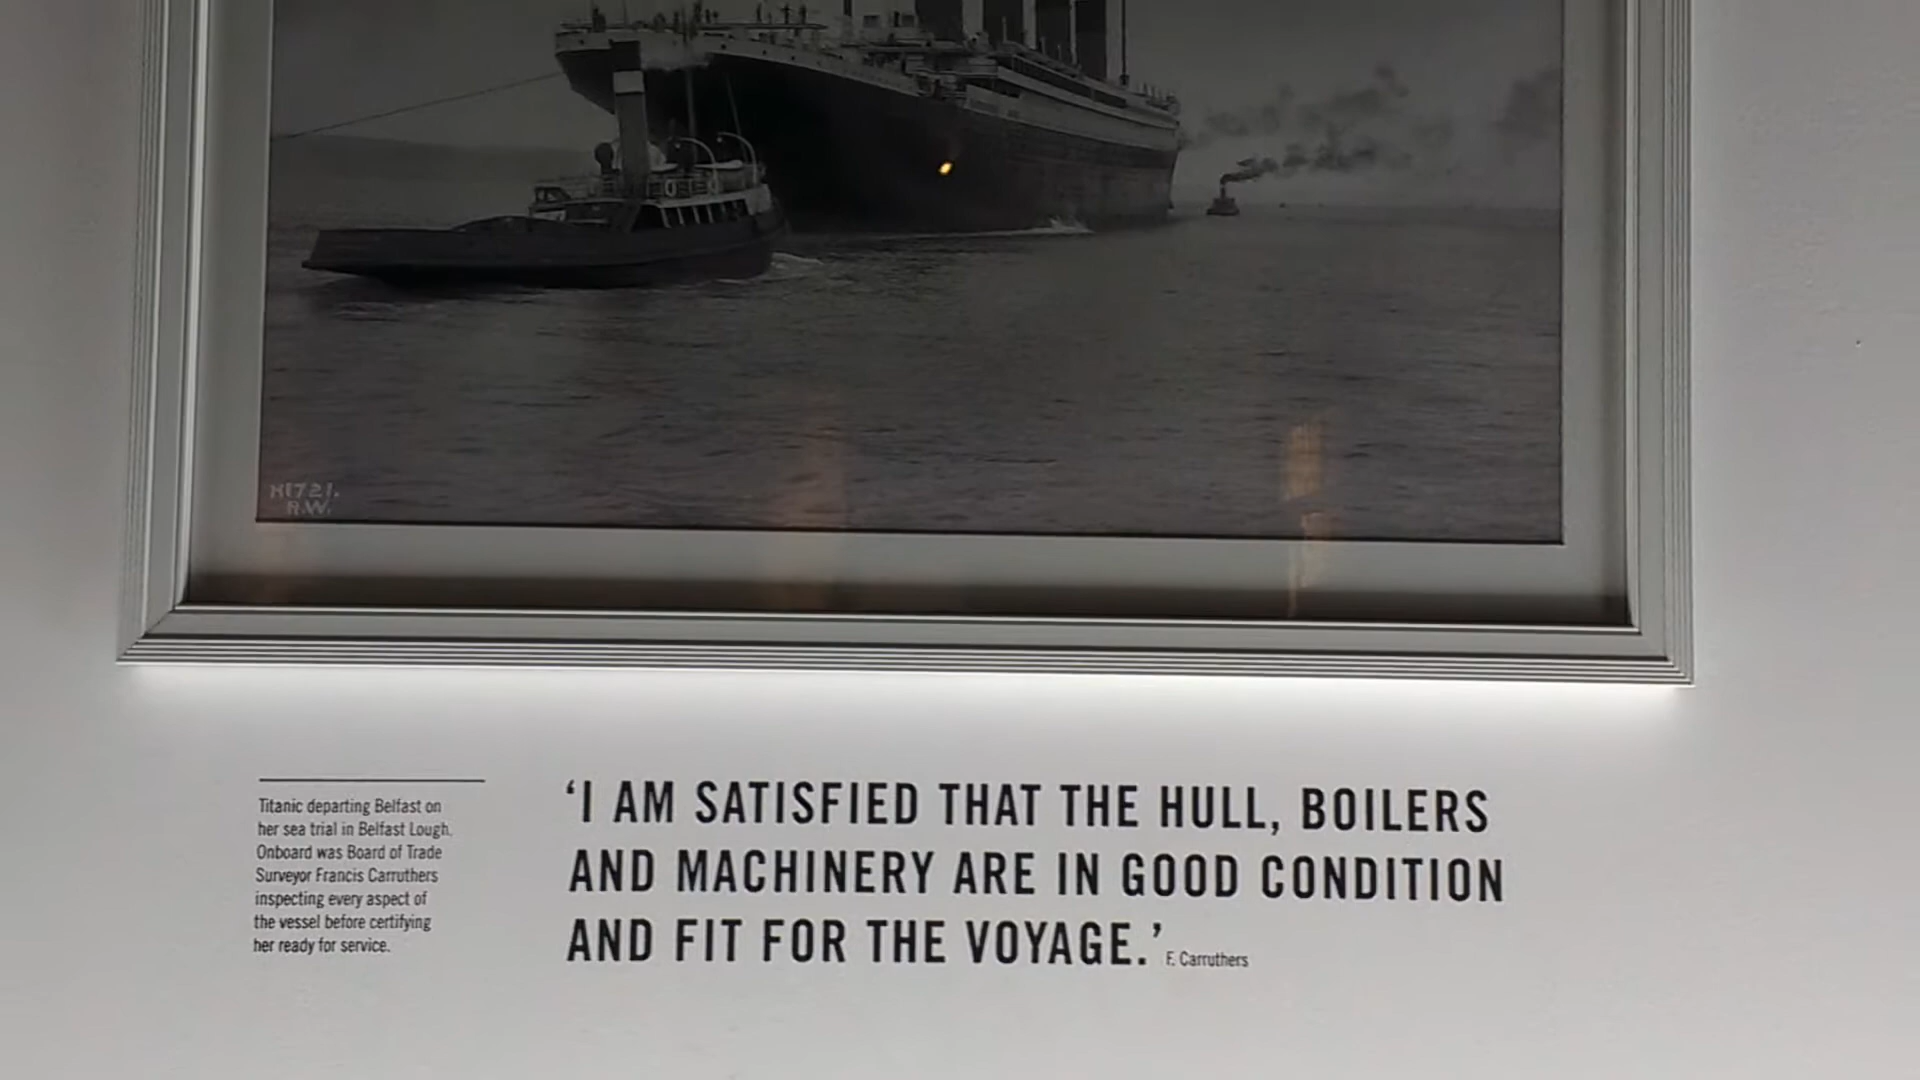 H1721.
R.W.
Titanic departing Belfast on
her sea trial in Belfast Lough.
Onboard was Board of Trade
Surveyor Francis Carruthers
inspecting every aspect of
the vessel before certifying
her ready for service.
‘I AM SATISFIED THAT THE HULL, BOILERS
AND MACHINERY ARE IN GOOD CONDITION
AND FIT FOR THE VOYAGE.’ F. Carruthers